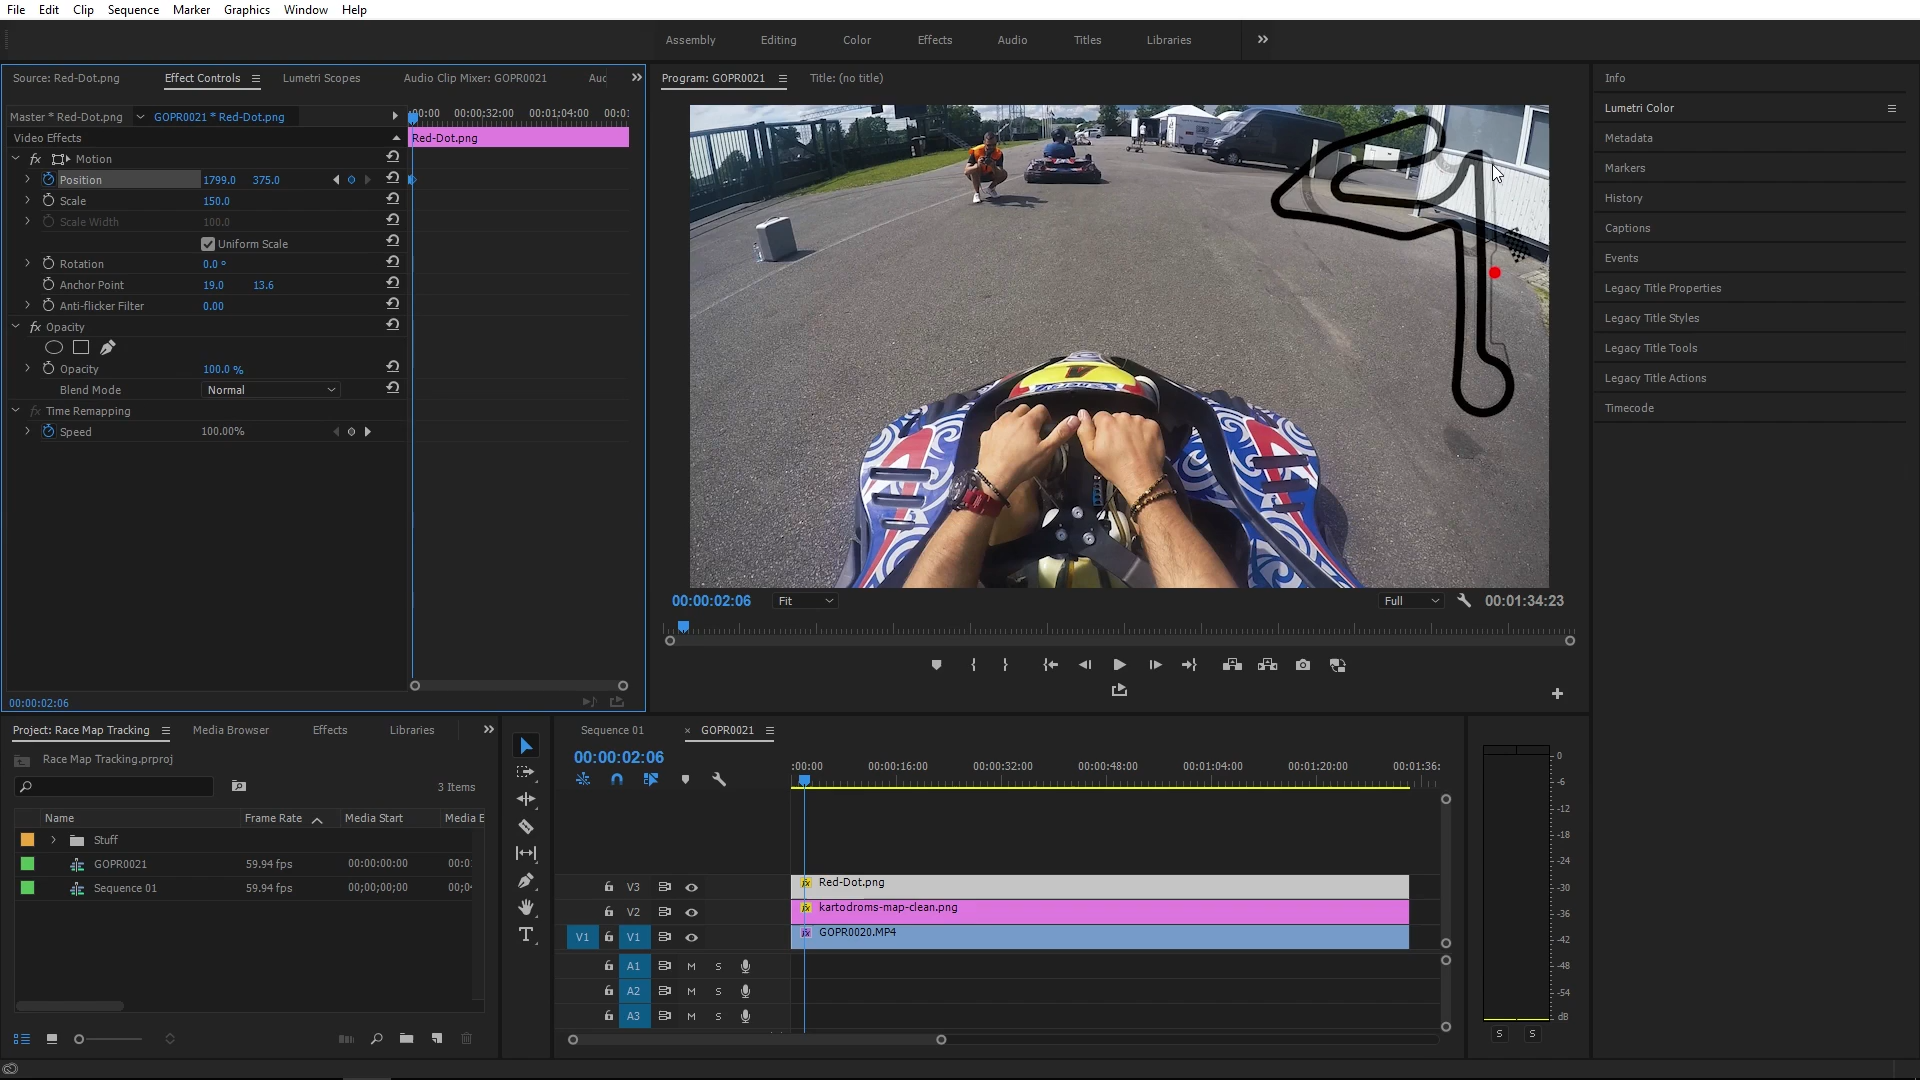 File Edit Clip Sequence Marker Graphics Window Help
Assembly Editing Color Effects Audio Titles Libraries
Source: Red-Dot.png Effect Controls Lumetri Scopes Audio Clip Mixer: GOPR0021 Auc
Master * Red-Dot.png GOPR0021 * Red-Dot.png
:00:00 00:00:32:00 00:01:04:00 00:01
Video Effects
Red-Dot.png
fx Motion
Position 1799.0 375.0
Scale 150.0
Scale Width 100.0
Uniform Scale
Rotation 0.0 °
Anchor Point 19.0 13.6
Anti-flicker Filter 0.00
fx Opacity
Opacity 100.0 %
Blend Mode Normal
fx Time Remapping
Speed 100.00%
00:00:02:06
Program: GOPR0021 Title: (no title)
00:00:02:06 Fit Full 00:01:34:23
Info
Lumetri Color
Metadata
Markers
History
Captions
Events
Legacy Title Properties
Legacy Title Styles
Legacy Title Tools
Legacy Title Actions
Timecode
Project: Race Map Tracking Media Browser Effects Libraries
Race Map Tracking.prproj
3 Items
Name Frame Rate Media Start Media E
Stuff
GOPR0021 59.94 fps 00:00:00:00 00:0
Sequence 01 59.94 fps 00;00;00;00 00;0
T
Sequence 01 × GOPR0021
00:00:02:06
:00:00 00:00:16:00 00:00:32:00 00:00:48:00 00:01:04:00 00:01:20:00 00:01:36:
V3 fx Red-Dot.png
V2 fx kartodroms-map-clean.png
V1 V1 fx GOPR0020.MP4
A1 M S
A2 M S
A3 M S
0
-6
-12
-18
-24
-30
-36
-42
-48
-54
dB
S S